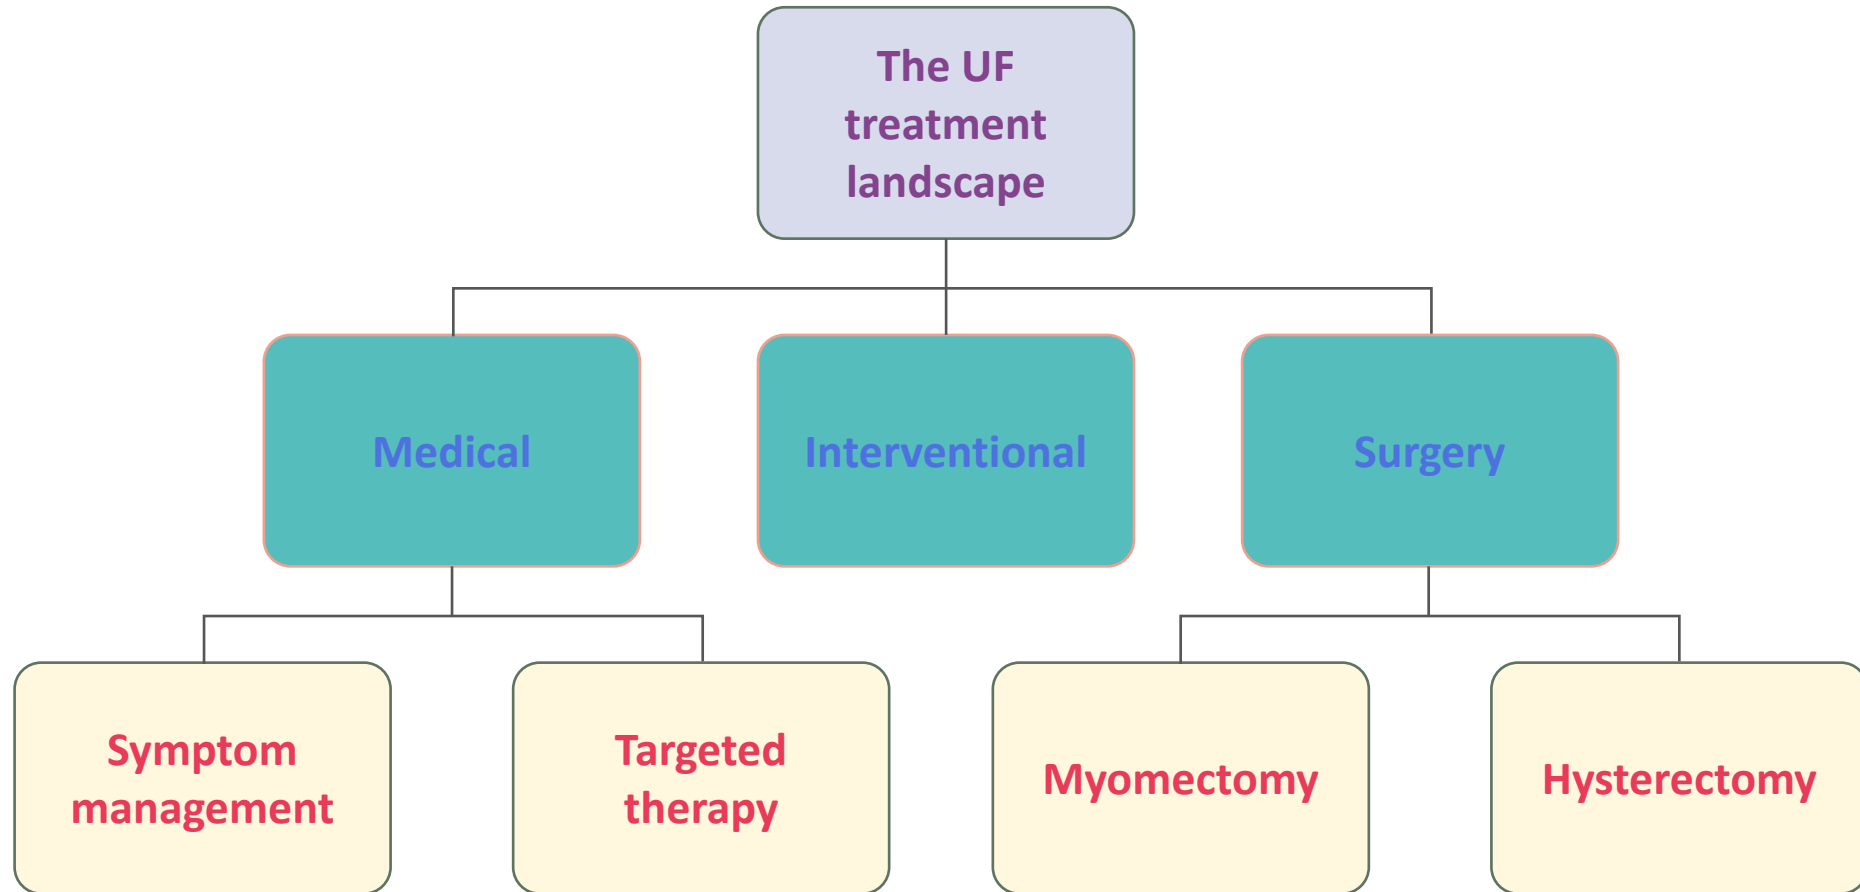 The UF
treatment
landscape
Medical
Interventional
Surgery
Symptom
management
Targeted
therapy
Myomectomy
Hysterectomy